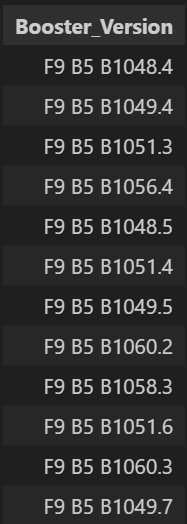 Booster_Version
F9 B5 B1048.4
F9 B5 B1049.4
F9 B5 B1051.3
F9 B5 B1056.4
F9 B5 B1048.5
F9 B5 B1051.4
F9 B5 B1049.5
F9 B5 B1060.2
F9 B5 B1058.3
F9 B5 B1051.6
F9 B5 B1060.3
F9 B5 B1049.7